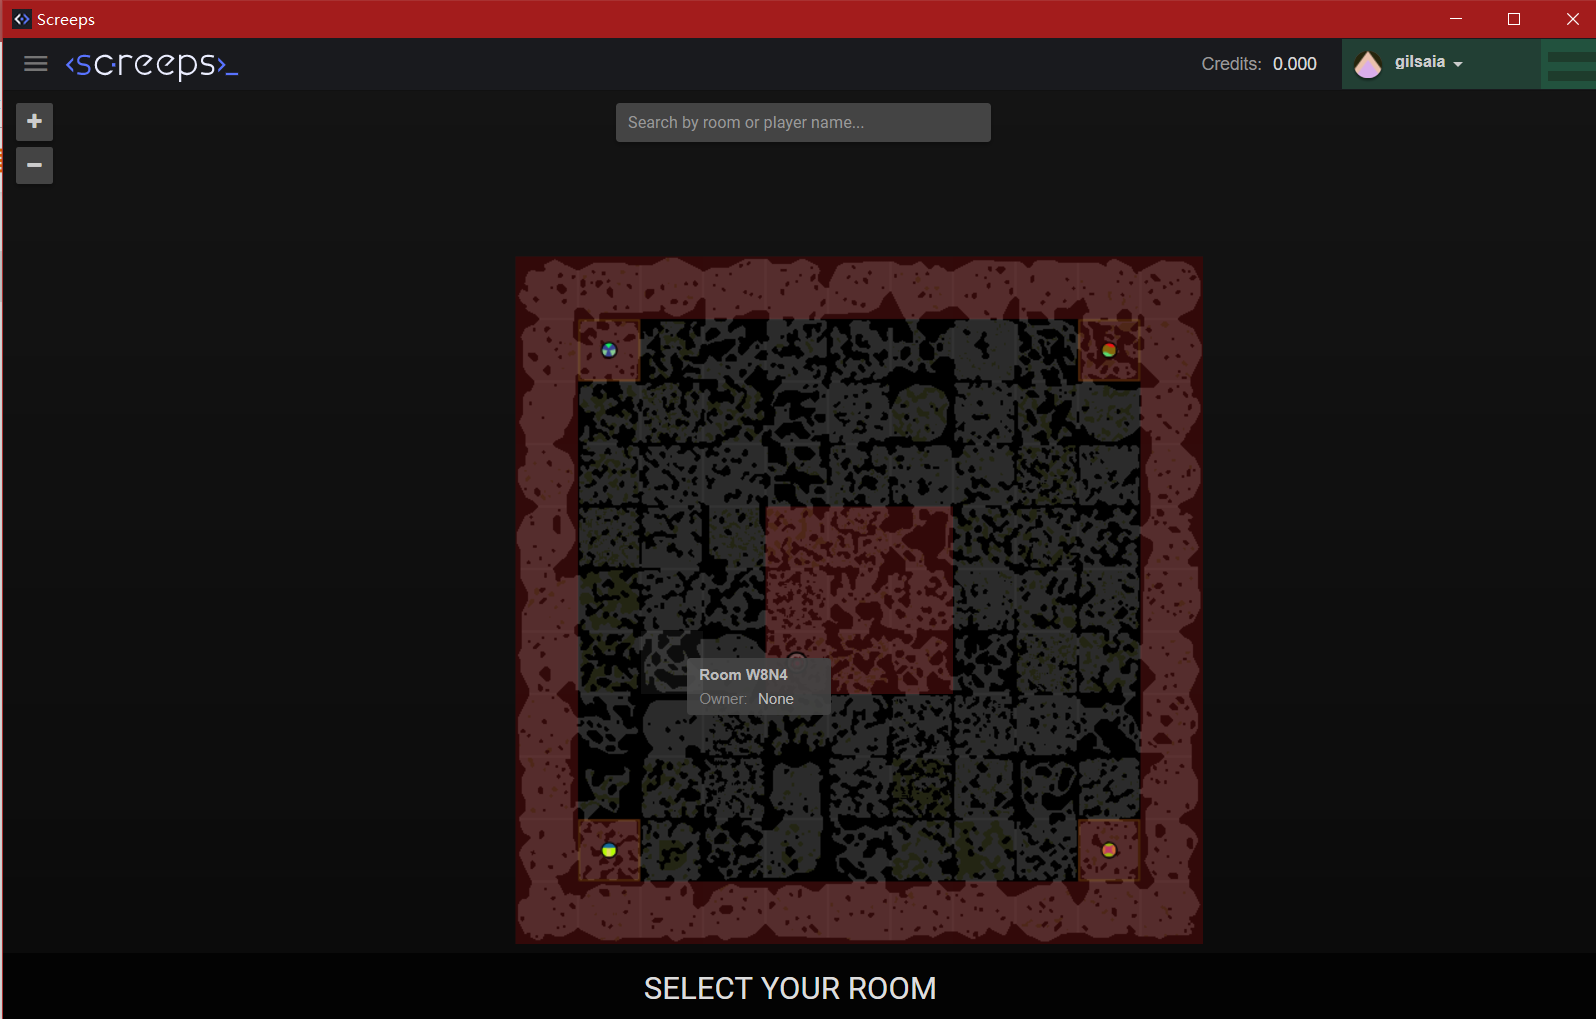 Screeps
<screeps>_
Credits: 0.000
gilsaia
+
Search by room or player name...
−
Room W8N4
Owner: None
SELECT YOUR ROOM